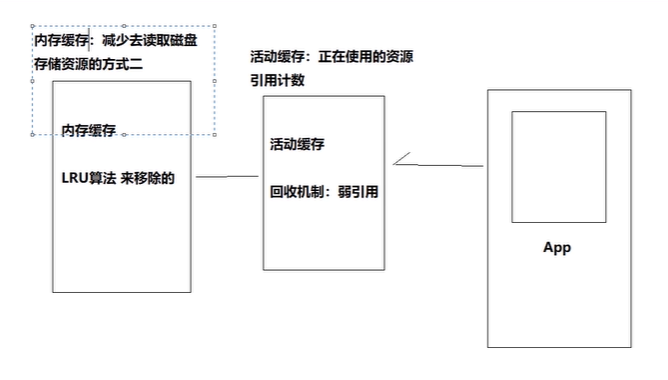 内存缓存：减少去读取磁盘
存储资源的方式二
内存缓存
LRU算法 来移除的
活动缓存：正在使用的资源
引用计数
活动缓存
回收机制：弱引用
App